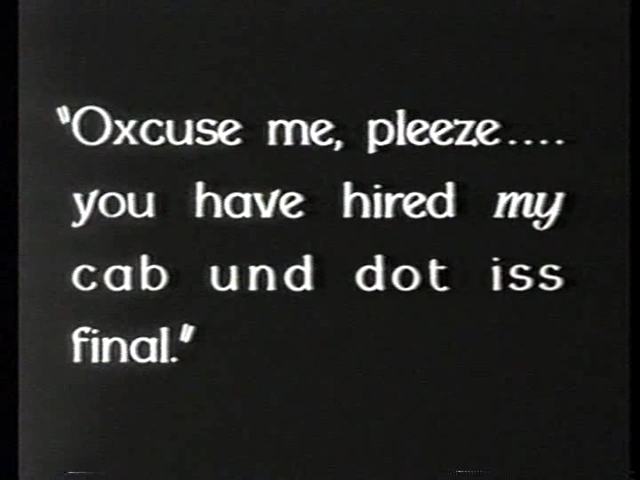 "Oxcuse me, pleeze....
you have hired my
cab und dot iss
final."